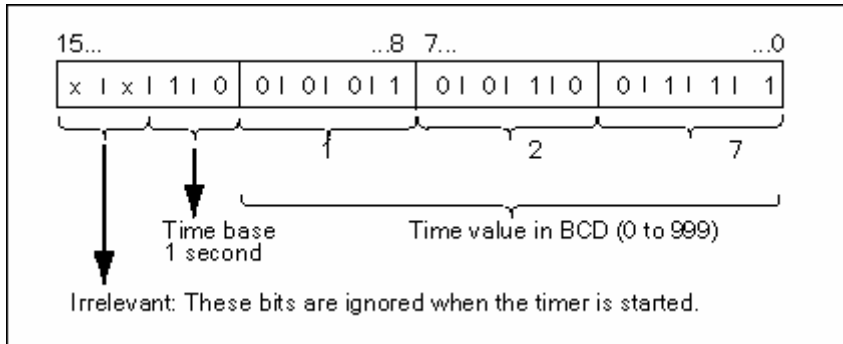 15... ...8 7... ...0
x | x | 1 | 0 0 | 0 | 0 | 1 0 | 0 | 1 | 0 0 | 1 | 1 | 1
1 2 7
Time base Time value in BCD (0 to 999)
1 second
Irrelevant: These bits are ignored when the timer is started.